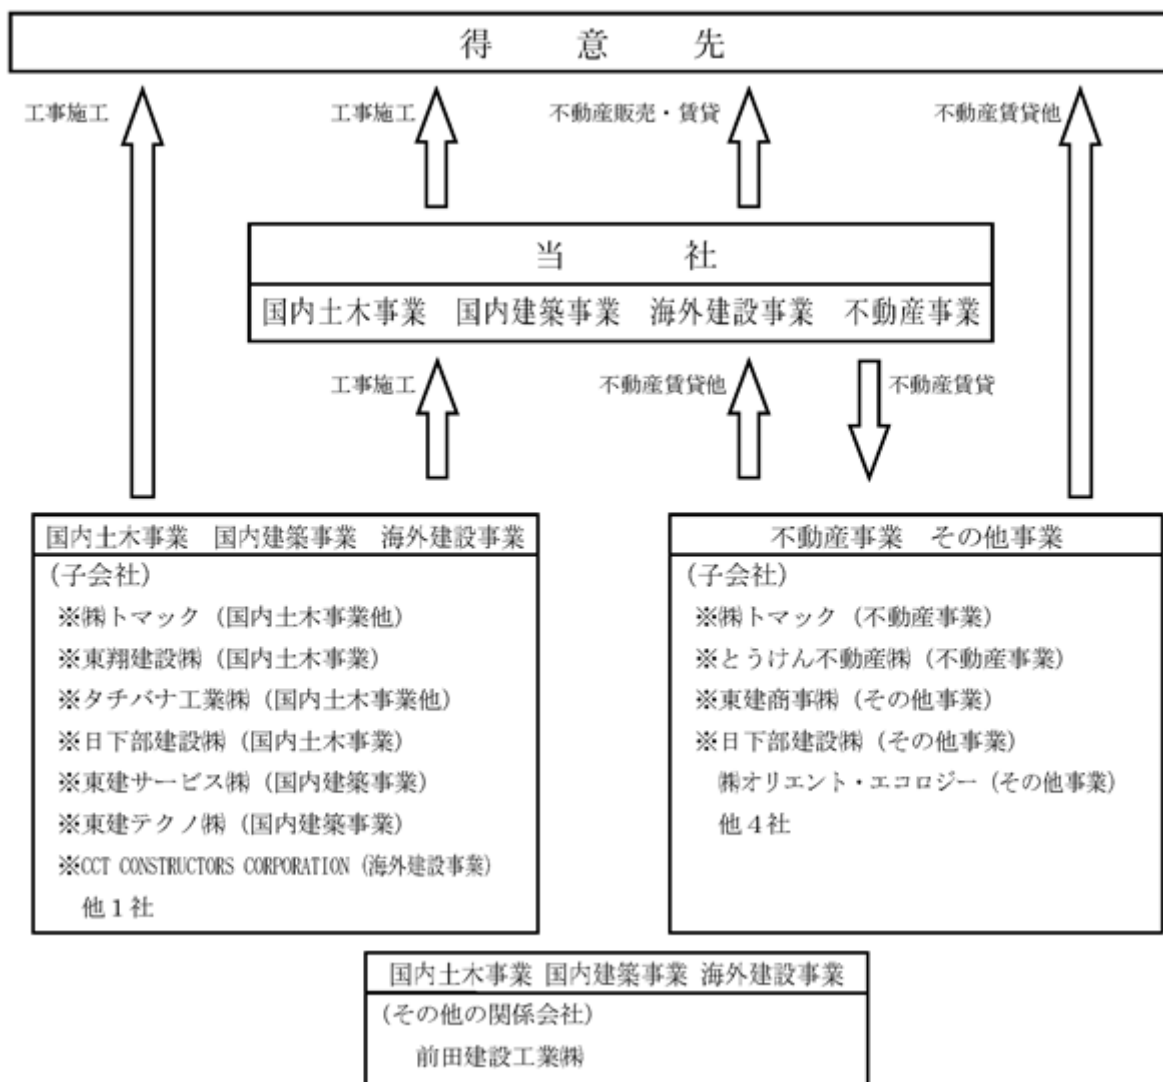 得意先
工事施工 工事施工 不動産販売・賃貸 不動産賃貸他
当社
国内土木事業 国内建築事業 海外建設事業 不動産事業
工事施工 不動産賃貸他 不動産賃貸
国内土木事業 国内建築事業 海外建設事業
(子会社)
※㈱トマック(国内土木事業他)
※東翔建設㈱(国内土木事業)
※タチバナ工業㈱(国内土木事業他)
※日下部建設㈱(国内土木事業)
※東建サービス㈱(国内建築事業)
※東建テクノ㈱(国内建築事業)
※CCT CONSTRUCTORS CORPORATION(海外建設事業)
他1社
不動産事業 その他事業
(子会社)
※㈱トマック(不動産事業)
※とうけん不動産㈱(不動産事業)
※東建商事㈱(その他事業)
※日下部建設㈱(その他事業)
㈱オリエント・エコロジー(その他事業)
他4社
国内土木事業 国内建築事業 海外建設事業
(その他の関係会社)
前田建設工業㈱